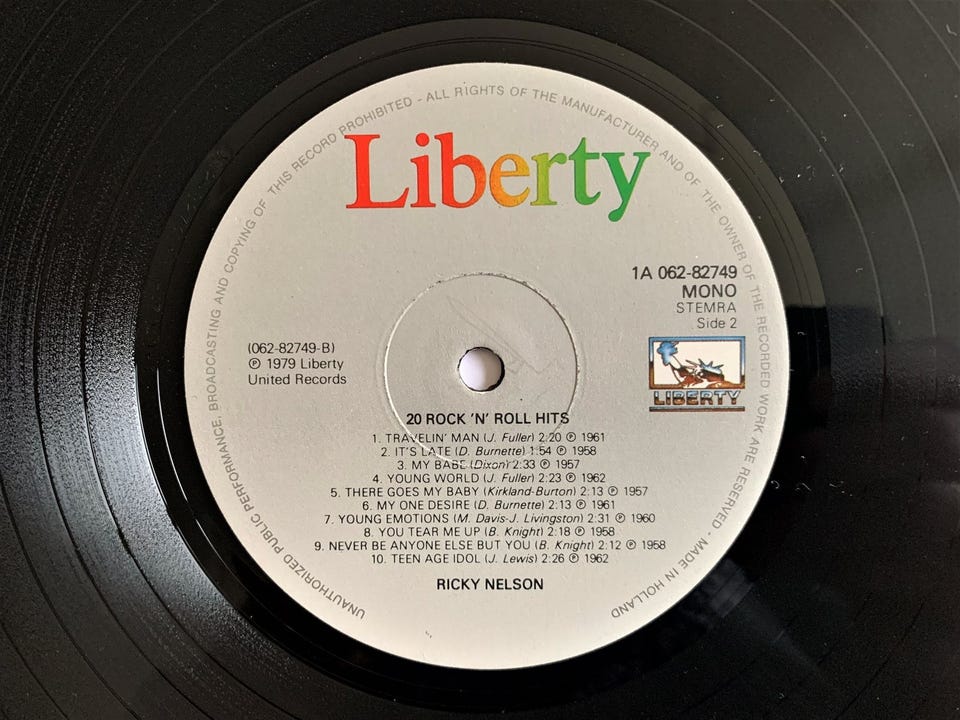 UNAUTHORIZED PUBLIC PERFORMANCE, BROADCASTING AND COPYING OF THIS RECORD PROHIBITED - ALL RIGHTS OF THE MANUFACTURER AND OF THE OWNER OF THE RECORDED WORK ARE RESERVED - MADE IN HOLLAND
Liberty
1A 062-82749
MONO
STEMRA
Side 2
LIBERTY
(062-82749-B)
℗ 1979 Liberty
United Records
20 ROCK 'N' ROLL HITS
1. TRAVELIN' MAN (J. Fuller) 2:20 ℗ 1961
2. IT'S LATE (D. Burnette) 1:54 ℗ 1958
3. MY BABE (Dixon) 2:33 ℗ 1957
4. YOUNG WORLD (J. Fuller) 2:23 ℗ 1962
5. THERE GOES MY BABY (Kirkland-Burton) 2:13 ℗ 1957
6. MY ONE DESIRE (D. Burnette) 2:13 ℗ 1961
7. YOUNG EMOTIONS (M. Davis-J. Livingston) 2:31 ℗ 1960
8. YOU TEAR ME UP (B. Knight) 2:18 ℗ 1958
9. NEVER BE ANYONE ELSE BUT YOU (B. Knight) 2:12 ℗ 1958
10. TEEN AGE IDOL (J. Lewis) 2:26 ℗ 1962
RICKY NELSON